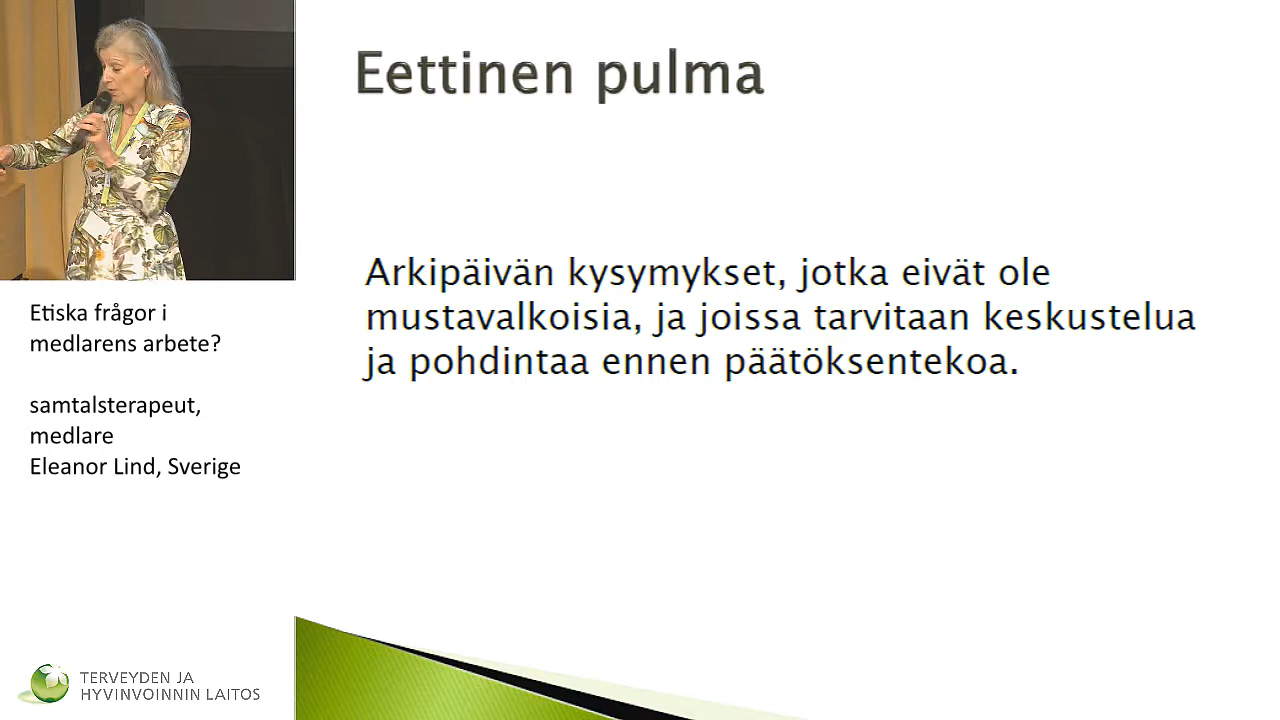 Eettinen pulma
Arkipäivän kysymykset, jotka eivät ole
mustavalkoisia, ja joissa tarvitaan keskustelua
ja pohdintaa ennen päätöksentekoa.
Etiska frågor i
medlarens arbete?
samtalsterapeut,
medlare
Eleanor Lind, Sverige
TERVEYDEN JA
HYVINVOINNIN LAITOS